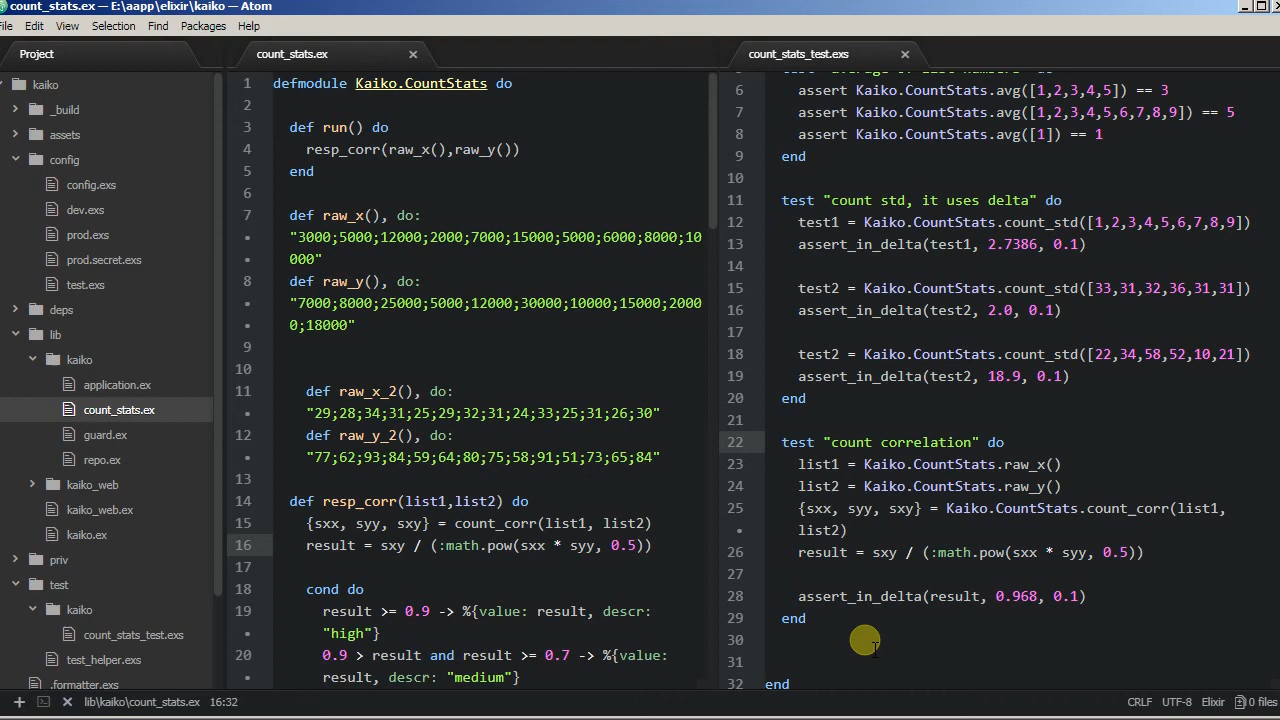 count_stats.ex — E:\aapp\elixir\kaiko — Atom
File Edit View Selection Find Packages Help
Project
kaiko
_build
assets
config
config.exs
dev.exs
prod.exs
prod.secret.exs
test.exs
deps
lib
kaiko
application.ex
count_stats.ex
guard.ex
repo.ex
kaiko_web
kaiko_web.ex
kaiko.ex
priv
test
kaiko
count_stats_test.exs
test_helper.exs
.formatter.exs
count_stats.ex
1 defmodule Kaiko.CountStats do
2
3 def run() do
4 resp_corr(raw_x(),raw_y())
5 end
6
7 def raw_x(), do:
• "3000;5000;12000;2000;7000;15000;5000;6000;8000;10
• 000"
8 def raw_y(), do:
• "7000;8000;25000;5000;12000;30000;10000;15000;2000
• 0;18000"
9
10
11 def raw_x_2(), do:
• "29;28;34;31;25;29;32;31;24;33;25;31;26;30"
12 def raw_y_2(), do:
• "77;62;93;84;59;64;80;75;58;91;51;73;65;84"
13
14 def resp_corr(list1,list2) do
15 {sxx, syy, sxy} = count_corr(list1, list2)
16 result = sxy / (:math.pow(sxx * syy, 0.5))
17
18 cond do
19 result >= 0.9 -> %{value: result, descr:
• "high"}
20 0.9 > result and result >= 0.7 -> %{value:
• result, descr: "medium"}
count_stats_test.exs
6 assert Kaiko.CountStats.avg([1,2,3,4,5]) == 3
7 assert Kaiko.CountStats.avg([1,2,3,4,5,6,7,8,9]) == 5
8 assert Kaiko.CountStats.avg([1]) == 1
9 end
10
11 test "count std, it uses delta" do
12 test1 = Kaiko.CountStats.count_std([1,2,3,4,5,6,7,8,9])
13 assert_in_delta(test1, 2.7386, 0.1)
14
15 test2 = Kaiko.CountStats.count_std([33,31,32,36,31,31])
16 assert_in_delta(test2, 2.0, 0.1)
17
18 test2 = Kaiko.CountStats.count_std([22,34,58,52,10,21])
19 assert_in_delta(test2, 18.9, 0.1)
20 end
21
22 test "count correlation" do
23 list1 = Kaiko.CountStats.raw_x()
24 list2 = Kaiko.CountStats.raw_y()
25 {sxx, syy, sxy} = Kaiko.CountStats.count_corr(list1,
• list2)
26 result = sxy / (:math.pow(sxx * syy, 0.5))
27
28 assert_in_delta(result, 0.968, 0.1)
29 end
30
31
32 end
lib\kaiko\count_stats.ex 16:32
CRLF UTF-8 Elixir 0 files